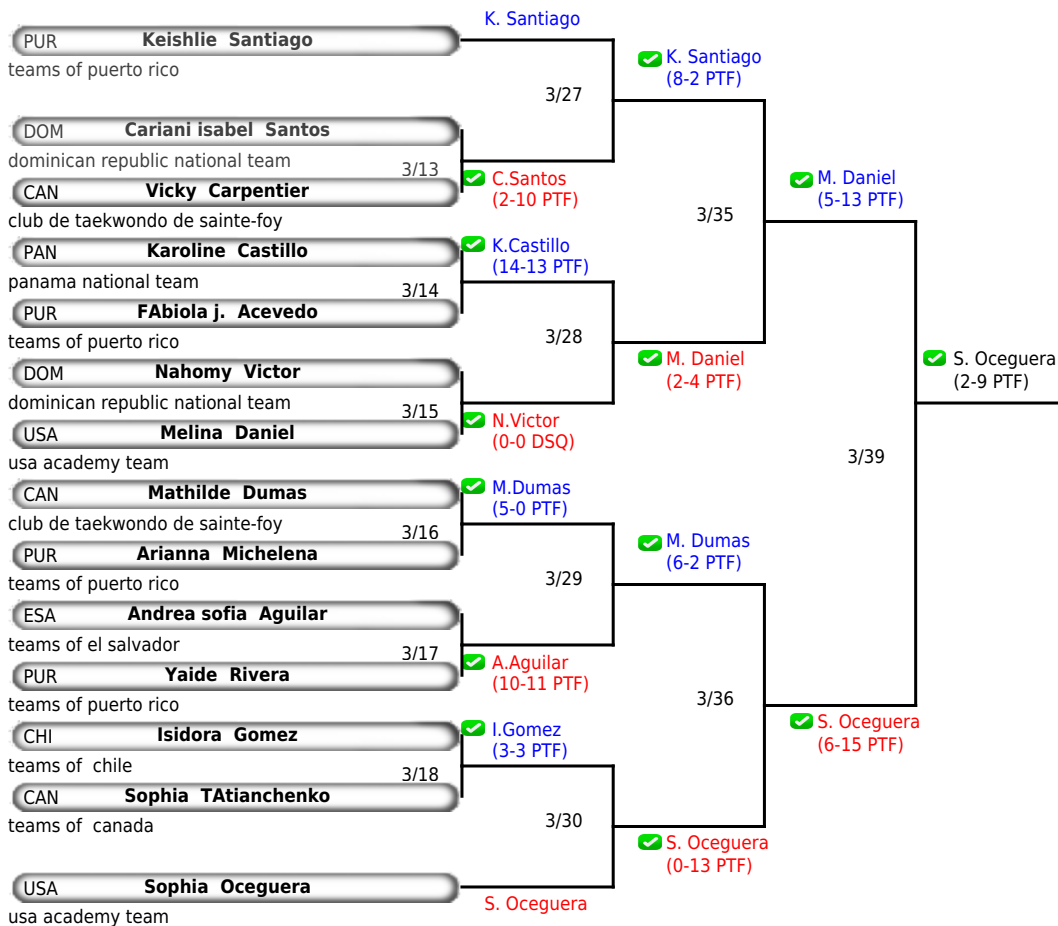 K. Santiago
PUR Keishlie Santiago
teams of puerto rico
K. Santiago
(8-2 PTF)
3/27
DOM Cariani isabel Santos
dominican republic national team
3/13
C.Santos
(2-10 PTF)
CAN Vicky Carpentier
club de taekwondo de sainte-foy
M. Daniel
(5-13 PTF)
3/35
PAN Karoline Castillo
panama national team
K.Castillo
(14-13 PTF)
3/14
PUR FAbiola j. Acevedo
teams of puerto rico
3/28
M. Daniel
(2-4 PTF)
S. Oceguera
(2-9 PTF)
DOM Nahomy Victor
dominican republic national team
3/15
N.Victor
(0-0 DSQ)
USA Melina Daniel
usa academy team
3/39
CAN Mathilde Dumas
club de taekwondo de sainte-foy
M.Dumas
(5-0 PTF)
3/16
PUR Arianna Michelena
teams of puerto rico
M. Dumas
(6-2 PTF)
3/29
ESA Andrea sofia Aguilar
teams of el salvador
3/17
A.Aguilar
(10-11 PTF)
PUR Yaide Rivera
teams of puerto rico
3/36
S. Oceguera
(6-15 PTF)
CHI Isidora Gomez
teams of chile
I.Gomez
(3-3 PTF)
3/18
CAN Sophia TAtianchenko
teams of canada
3/30
S. Oceguera
(0-13 PTF)
USA Sophia Oceguera
usa academy team
S. Oceguera